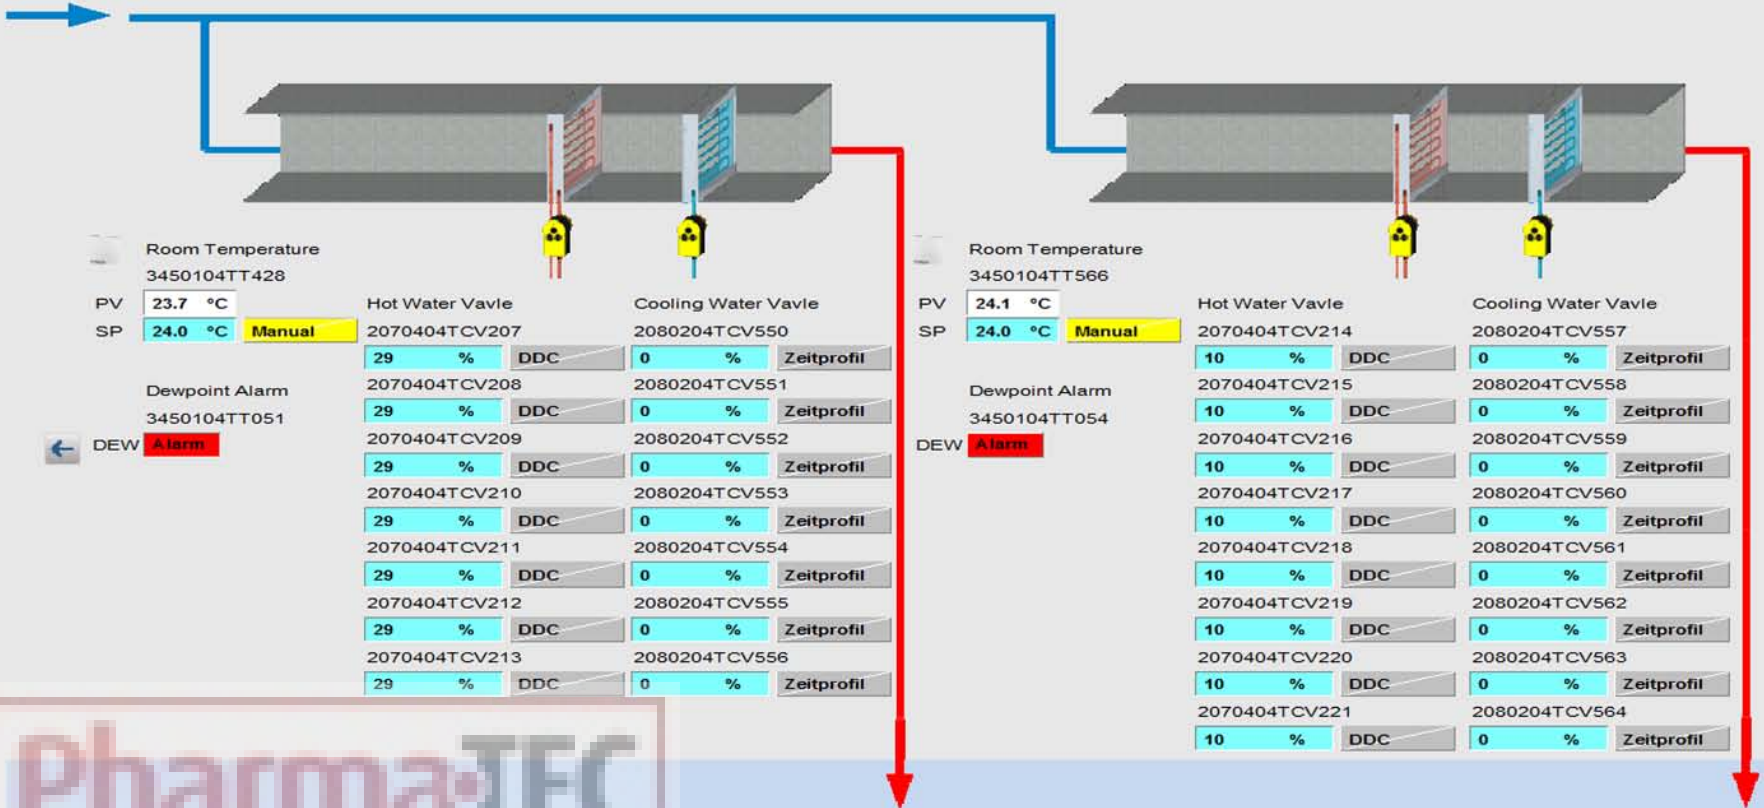 Room Temperature
3450104TT428
PV 23.7 °C
SP 24.0 °C Manual
Dewpoint Alarm
3450104TT051
DEW Alarm
Hot Water Vavle Cooling Water Vavle
2070404TCV207 2080204TCV550
29 % DDC 0 % Zeitprofil
2070404TCV208 2080204TCV551
29 % DDC 0 % Zeitprofil
2070404TCV209 2080204TCV552
29 % DDC 0 % Zeitprofil
2070404TCV210 2080204TCV553
29 % DDC 0 % Zeitprofil
2070404TCV211 2080204TCV554
29 % DDC 0 % Zeitprofil
2070404TCV212 2080204TCV555
29 % DDC 0 % Zeitprofil
2070404TCV213 2080204TCV556
29 % DDC 0 % Zeitprofil
Room Temperature
3450104TT566
PV 24.1 °C
SP 24.0 °C Manual
Dewpoint Alarm
3450104TT054
DEW Alarm
Hot Water Vavle Cooling Water Vavle
2070404TCV214 2080204TCV557
10 % DDC 0 % Zeitprofil
2070404TCV215 2080204TCV558
10 % DDC 0 % Zeitprofil
2070404TCV216 2080204TCV559
10 % DDC 0 % Zeitprofil
2070404TCV217 2080204TCV560
10 % DDC 0 % Zeitprofil
2070404TCV218 2080204TCV561
10 % DDC 0 % Zeitprofil
2070404TCV219 2080204TCV562
10 % DDC 0 % Zeitprofil
2070404TCV220 2080204TCV563
10 % DDC 0 % Zeitprofil
2070404TCV221 2080204TCV564
10 % DDC 0 % Zeitprofil
Pharma•TEC